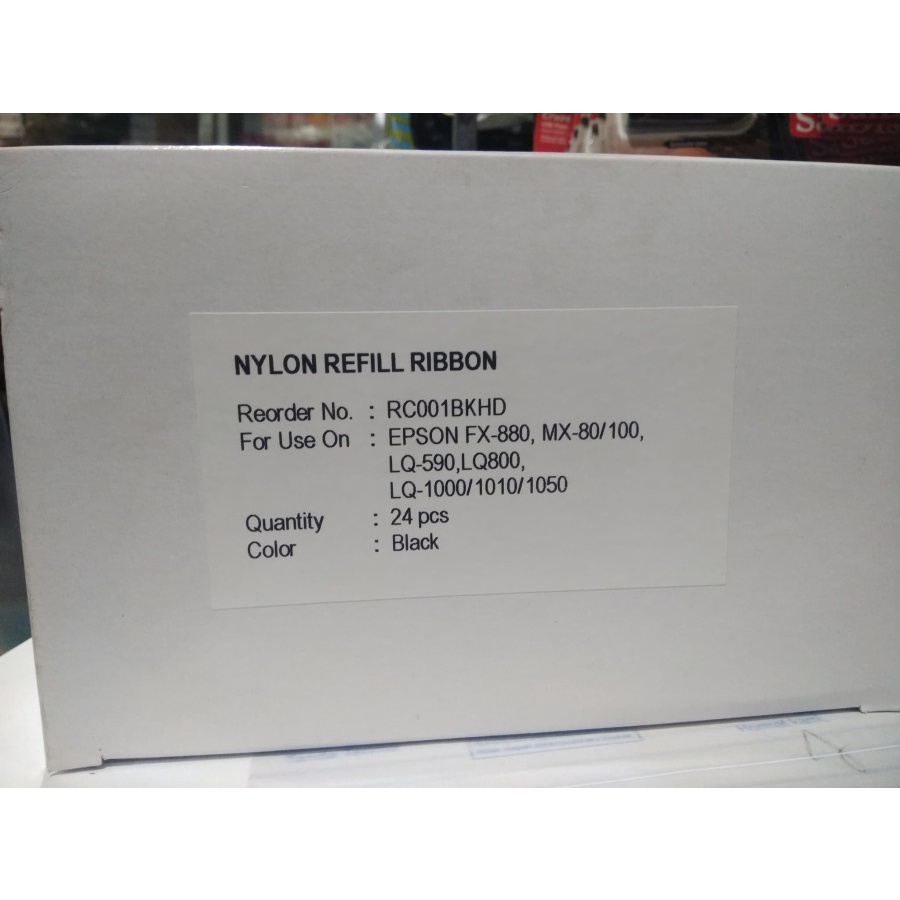 NYLON REFILL RIBBON
Reorder No. : RC001BKHD
For Use On : EPSON FX-880, MX-80/100,
LQ-590,LQ800,
LQ-1000/1010/1050
Quantity : 24 pcs
Color : Black